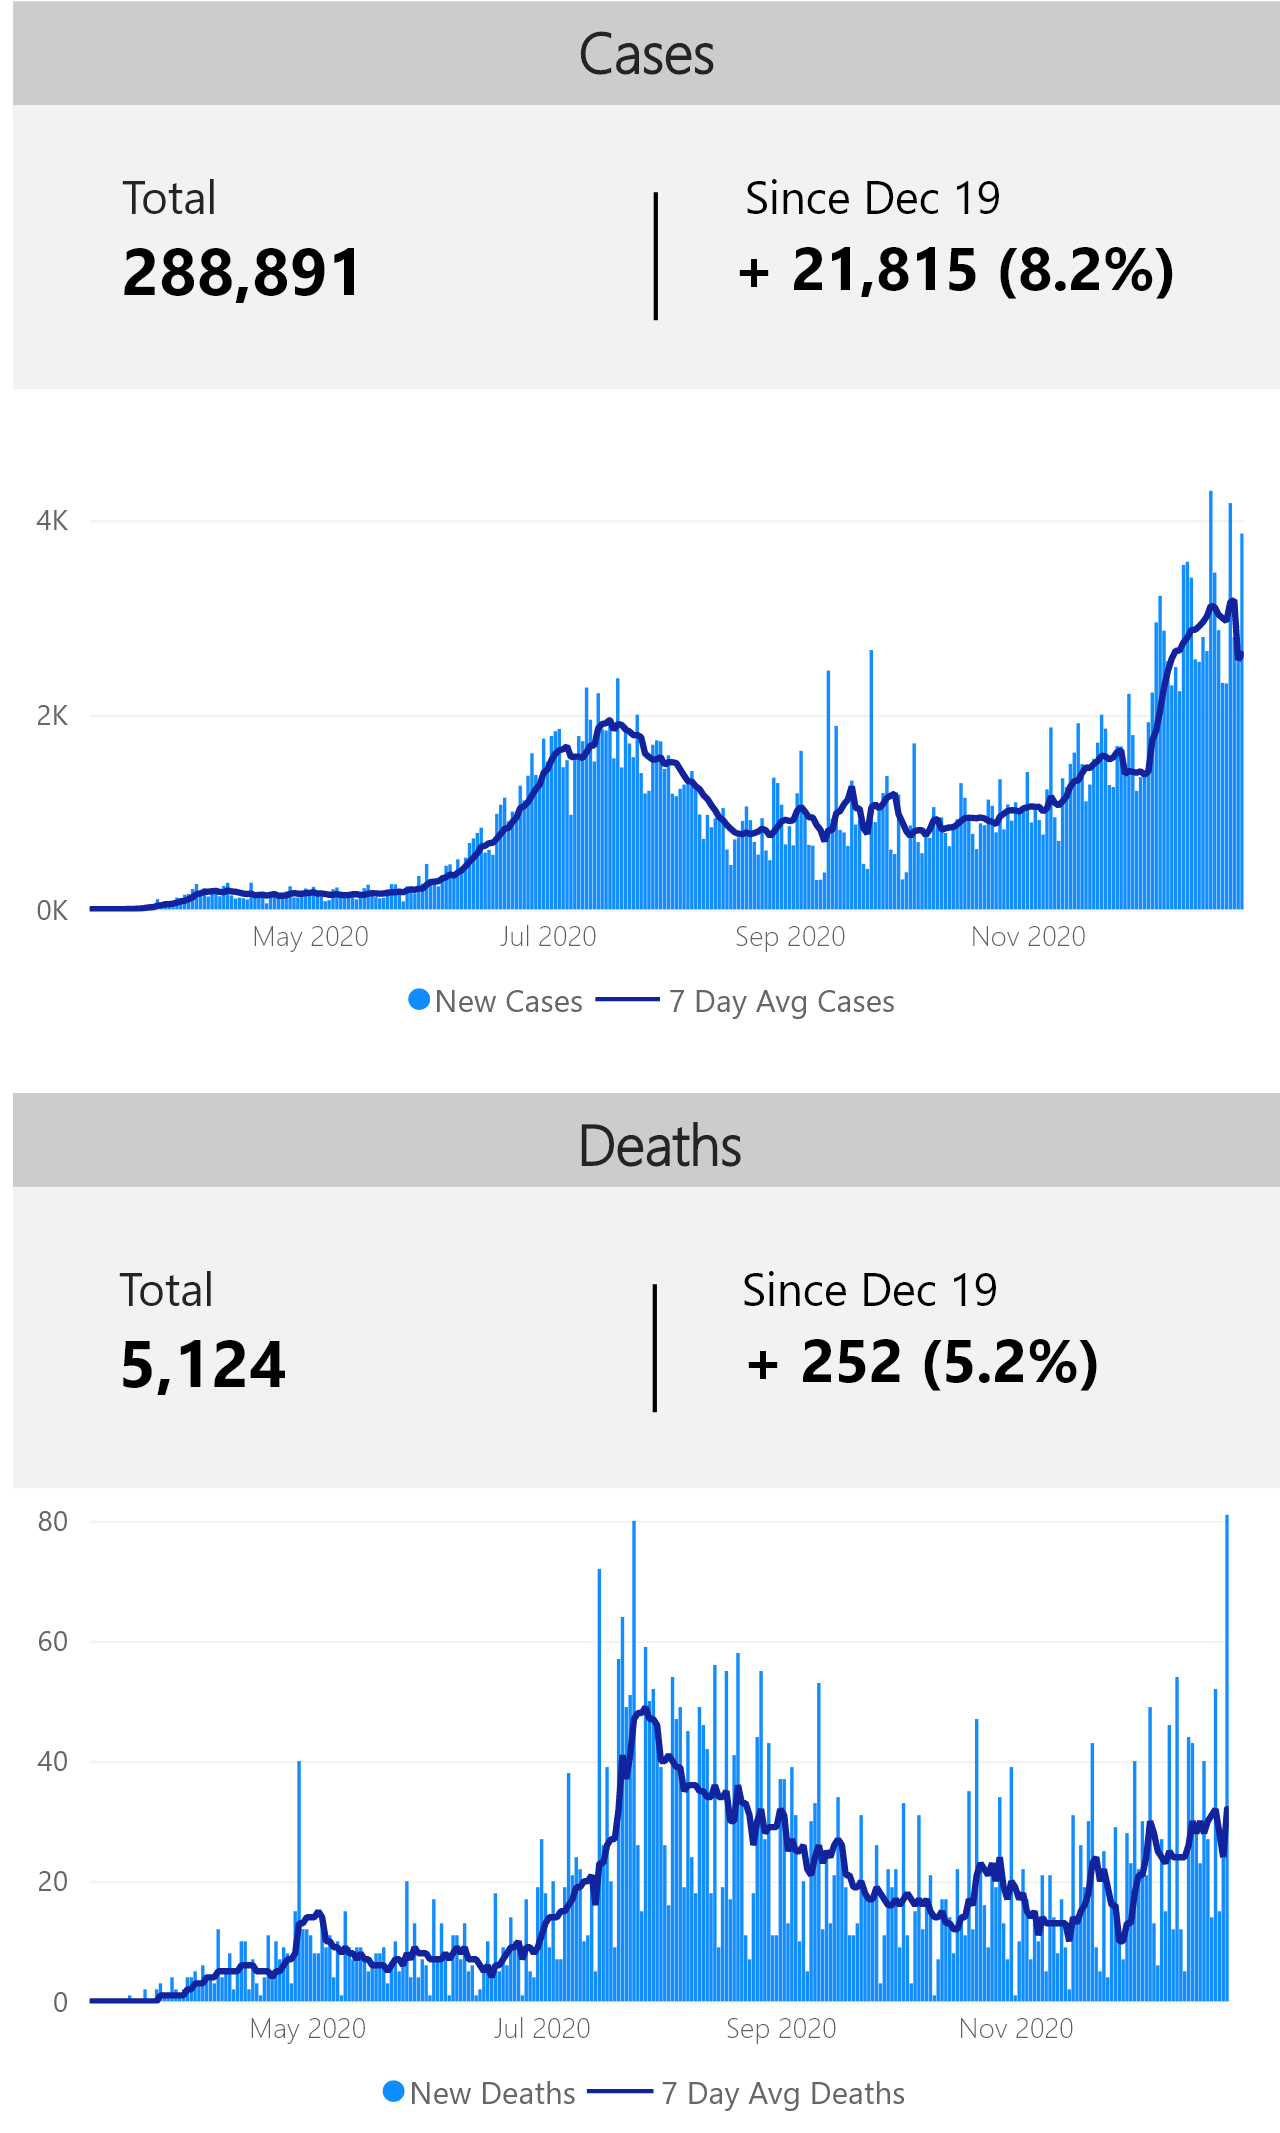 Cases
Total
Since Dec 19
288,891
+ 21,815 (8.2%)
4K
2K
0K
May 2020
Jul 2020
Sep 2020
Nov 2020
New Cases
7 Day Avg Cases
Deaths
Total
Since Dec 19
5,124
+ 252 (5.2%)
80
60
40
20
0
May 2020
Jul 2020
Sep 2020
Nov 2020
New Deaths
7 Day Avg Deaths